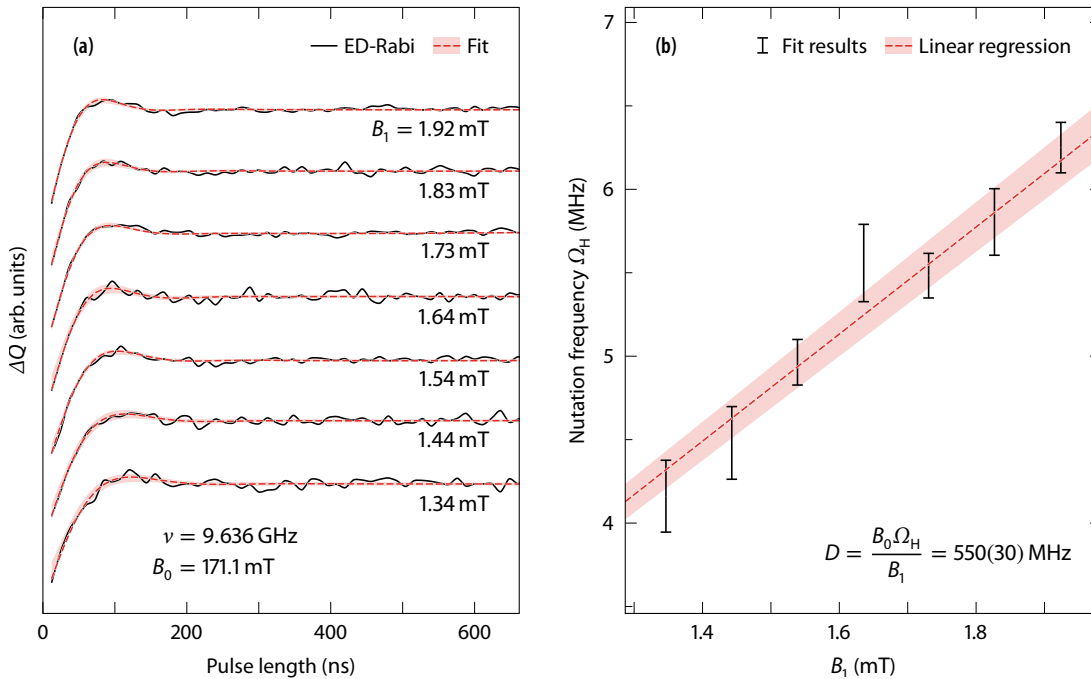 (a)
ED-Rabi
Fit
B₁ = 1.92 mT
1.83 mT
1.73 mT
1.64 mT
1.54 mT
1.44 mT
1.34 mT
ν = 9.636 GHz
B₀ = 171.1 mT
ΔQ (arb. units)
0
200
400
600
Pulse length (ns)
(b)
Fit results
Linear regression
7
6
5
4
Nutation frequency Ω_H (MHz)
D = B₀Ω_H / B₁ = 550(30) MHz
1.4
1.6
1.8
B₁ (mT)